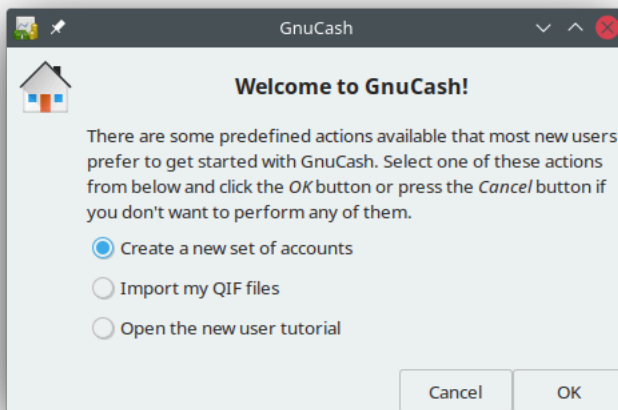 GnuCash
Welcome to GnuCash!
There are some predefined actions available that most new users
prefer to get started with GnuCash. Select one of these actions
from below and click the OK button or press the Cancel button if
you don't want to perform any of them.
Create a new set of accounts
Import my QIF files
Open the new user tutorial
Cancel OK